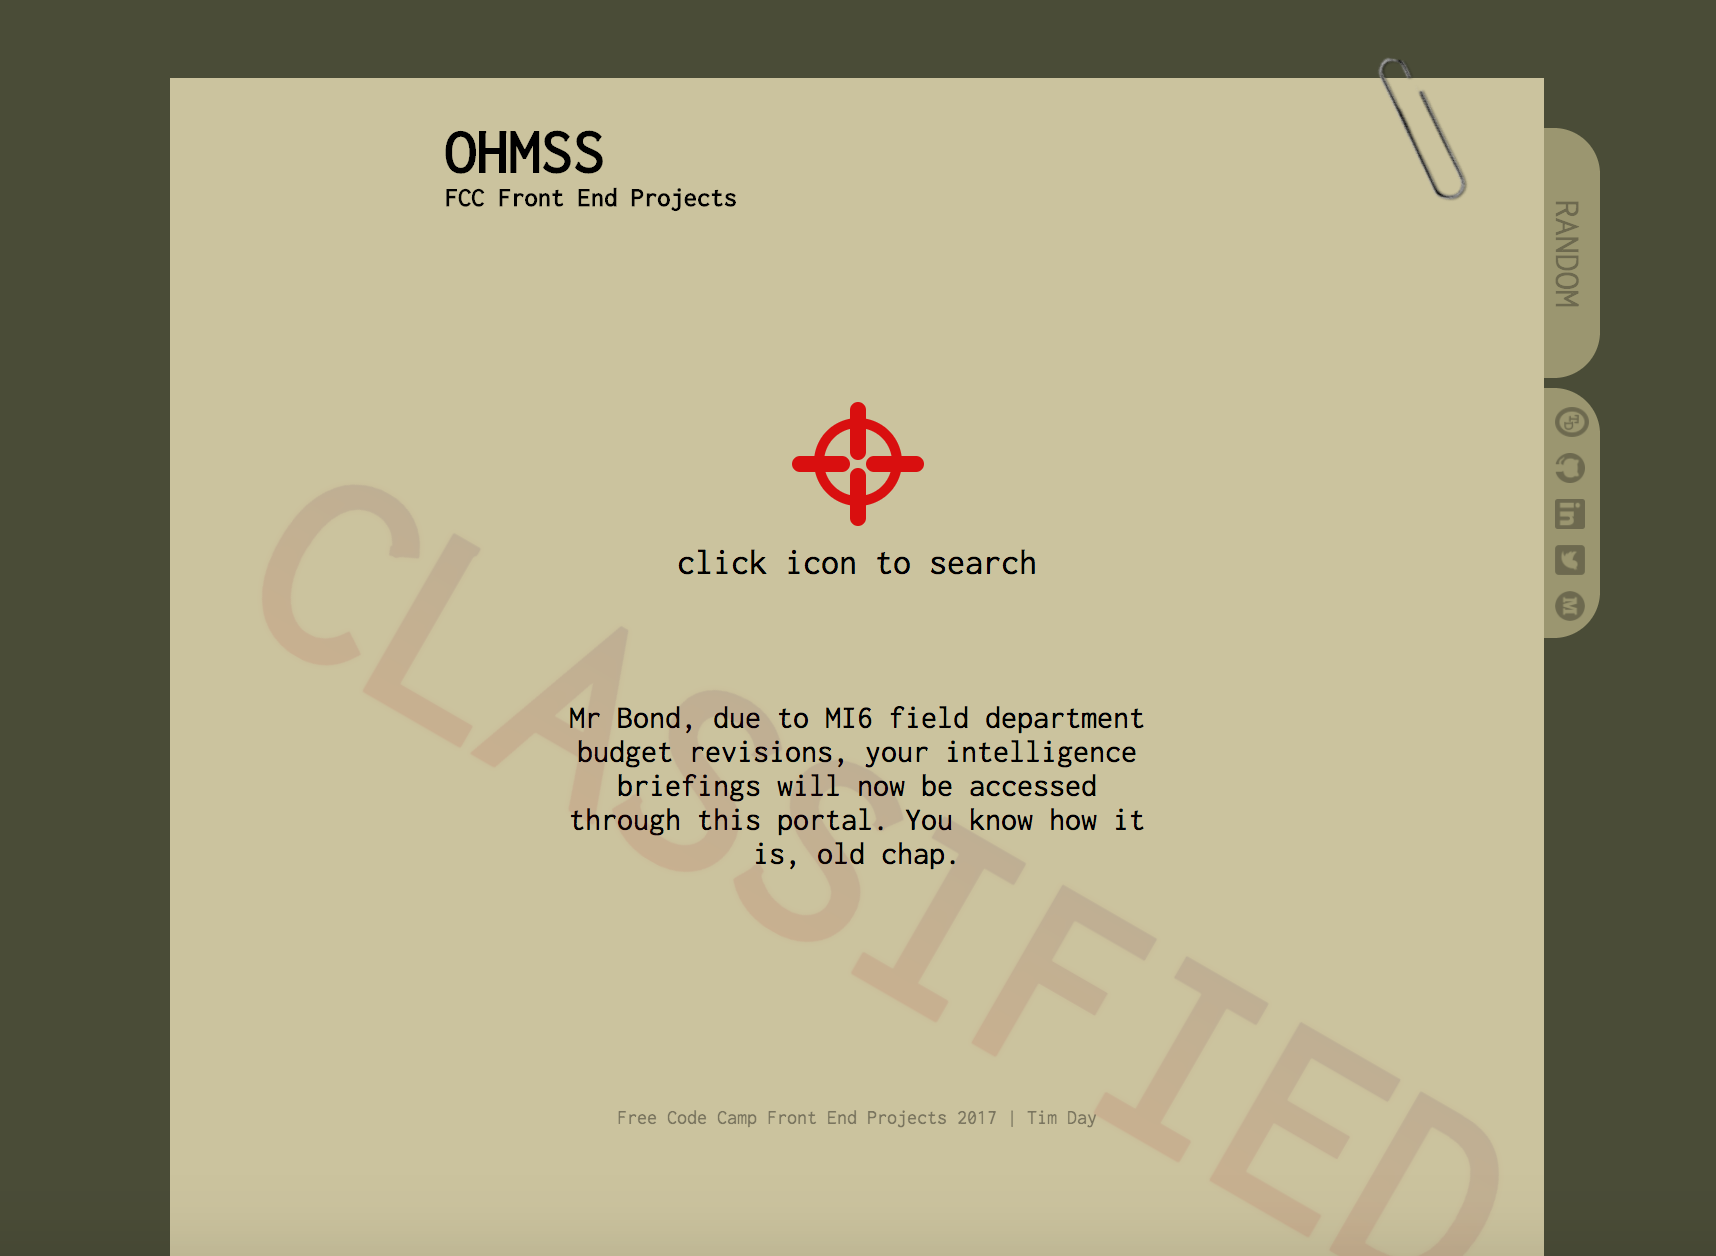 OHMSS
FCC Front End Projects
RANDOM
TD
in
M
click icon to search
CLASSIFIED
Mr Bond, due to MI6 field department
budget revisions, your intelligence
briefings will now be accessed
through this portal. You know how it
is, old chap.
Free Code Camp Front End Projects 2017 | Tim Day